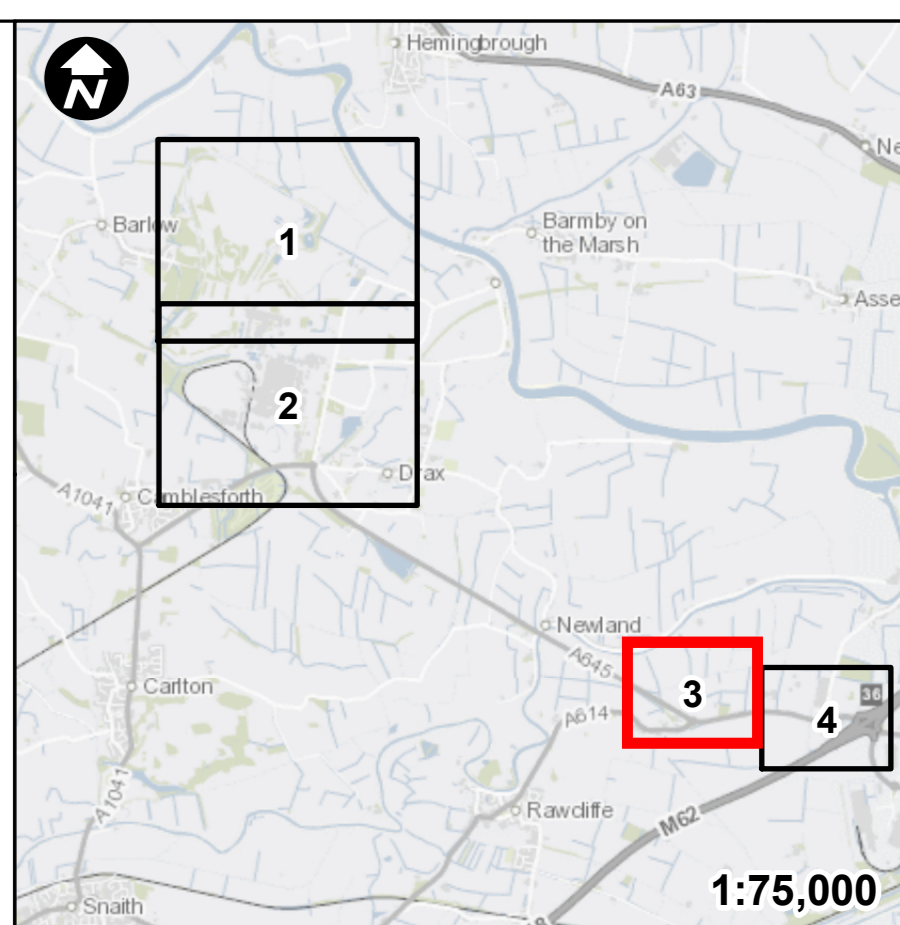 Hemingbrough
N
A63
Ne
Barlow
1
Barmby on
the Marsh
Asse
2
Drax
A1041
Camblesforth
Newland
A645
Carlton
3
36
A614
4
A1041
Rawcliffe
M62
1:75,000
Snaith